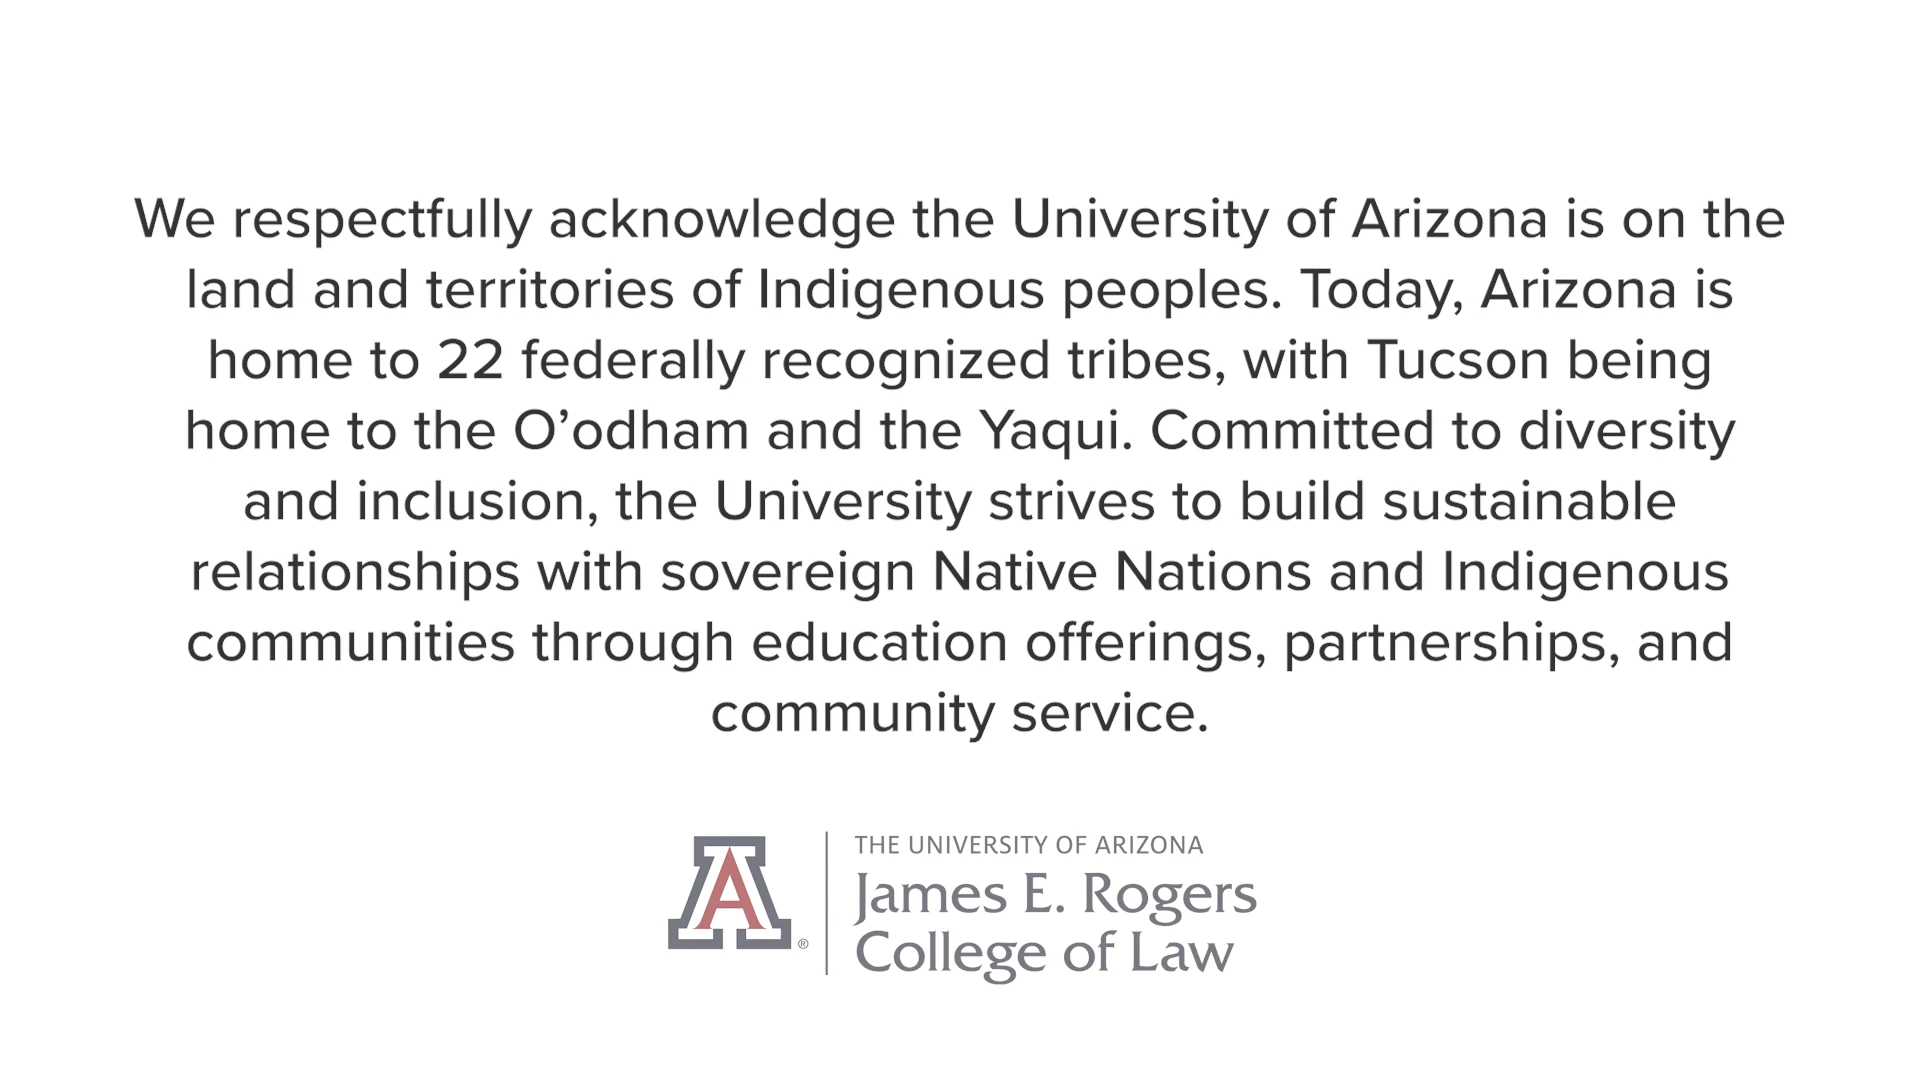 We respectfully acknowledge the University of Arizona is on the
land and territories of Indigenous peoples. Today, Arizona is
home to 22 federally recognized tribes, with Tucson being
home to the O’odham and the Yaqui. Committed to diversity
and inclusion, the University strives to build sustainable
relationships with sovereign Native Nations and Indigenous
communities through education offerings, partnerships, and
community service.
A ®
THE UNIVERSITY OF ARIZONA
James E. Rogers
College of Law